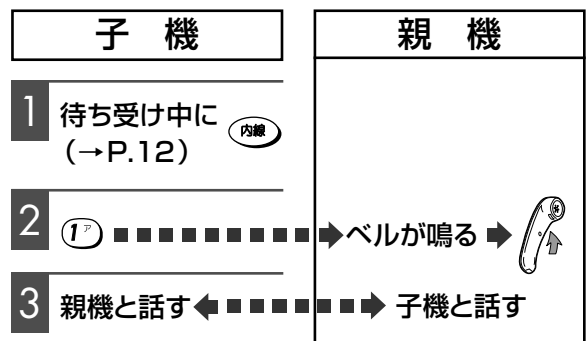 子 機
親 機
1 待ち受け中に 内線
(→P.12)
2 1ア ベルが鳴る
3 親機と話す 子機と話す